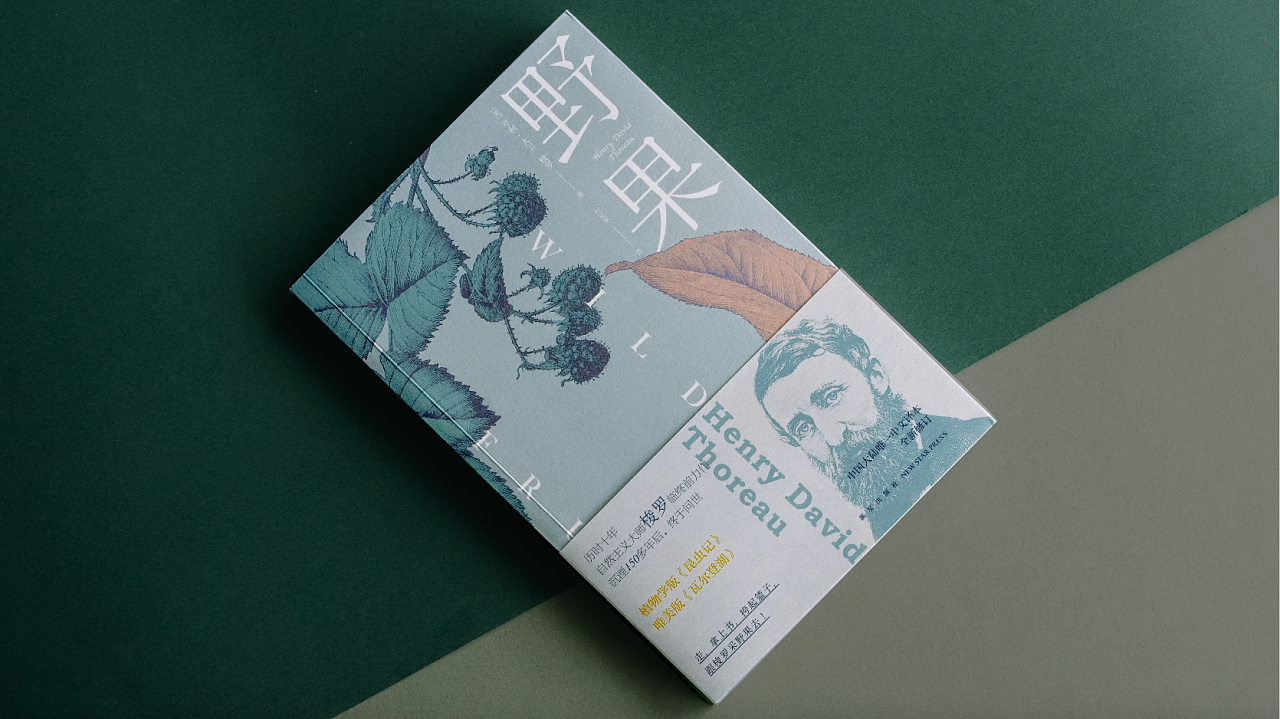 野果
Henry David
Thoreau
WILD
FRI
Henry David
Thoreau
历时十年
自然主义大师梭罗临终前力作
沉潜150多年后，终于问世
植物学版《昆虫记》
唯美版《瓦尔登湖》
走，拿上书，拎起篮子，
跟梭罗采野果去！
中国大陆唯一中文译本
全新修订
新星出版社 NEW STAR PRESS